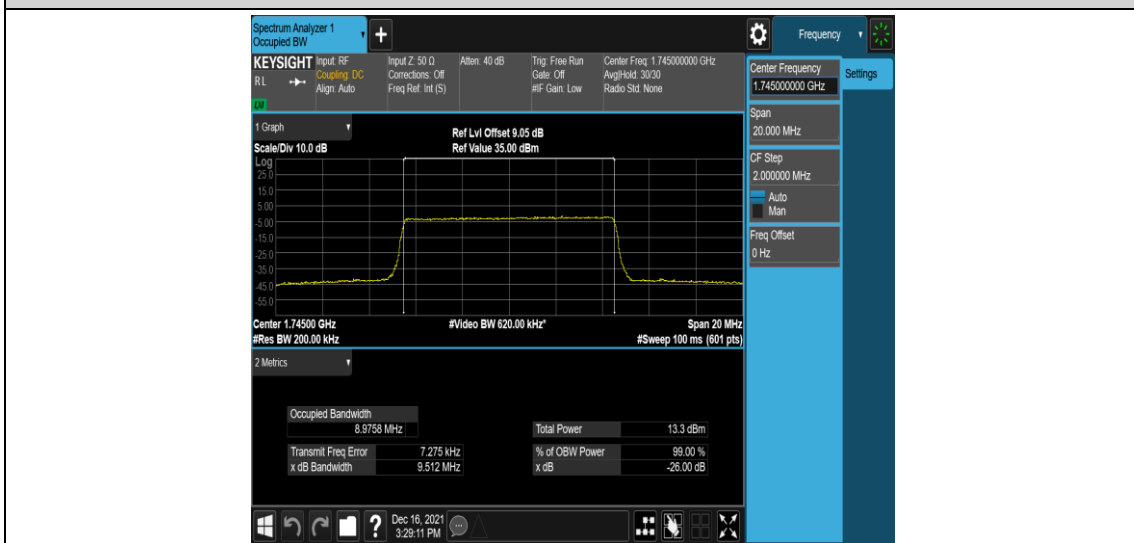 Spectrum Analyzer 1
Occupied BW
+
Frequency
KEYSIGHT
RL
LXI
Input: RF
Coupling: DC
Align: Auto
Input Z: 50 Ω
Corrections: Off
Freq Ref: Int (S)
Atten: 40 dB
Trig: Free Run
Gate: Off
#IF Gain: Low
Center Freq: 1.745000000 GHz
Avg|Hold: 30/30
Radio Std: None
Center Frequency
1.745000000 GHz
Settings
Span
20.000 MHz
CF Step
2.000000 MHz
Auto
Man
Freq Offset
0 Hz
1 Graph
Scale/Div 10.0 dB
Ref Lvl Offset 9.05 dB
Ref Value 35.00 dBm
Log
25.0
15.0
5.00
-5.00
-15.0
-25.0
-35.0
-45.0
-55.0
Center 1.74500 GHz
#Video BW 620.00 kHz*
Span 20 MHz
#Res BW 200.00 kHz
#Sweep 100 ms (601 pts)
2 Metrics
Occupied Bandwidth
8.9758 MHz
Total Power 13.3 dBm
Transmit Freq Error 7.275 kHz
% of OBW Power 99.00 %
x dB Bandwidth 9.512 MHz
x dB -26.00 dB
?
Dec 16, 2021
3:29:11 PM